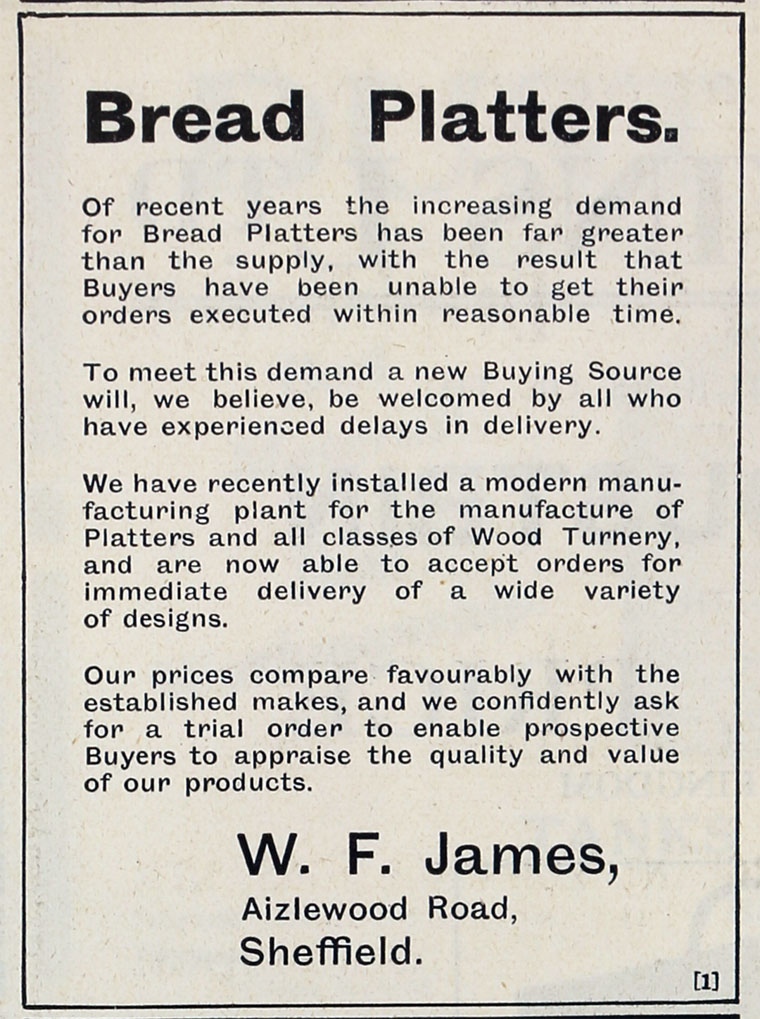 Bread Platters.
Of recent years the increasing demand
for Bread Platters has been far greater
than the supply, with the result that
Buyers have been unable to get their
orders executed within reasonable time.
To meet this demand a new Buying Source
will, we believe, be welcomed by all who
have experienced delays in delivery.
We have recently installed a modern manu-
facturing plant for the manufacture of
Platters and all classes of Wood Turnery,
and are now able to accept orders for
immediate delivery of a wide variety
of designs.
Our prices compare favourably with the
established makes, and we confidently ask
for a trial order to enable prospective
Buyers to appraise the quality and value
of our products.
W. F. James,
Aizlewood Road,
Sheffield.
[1]